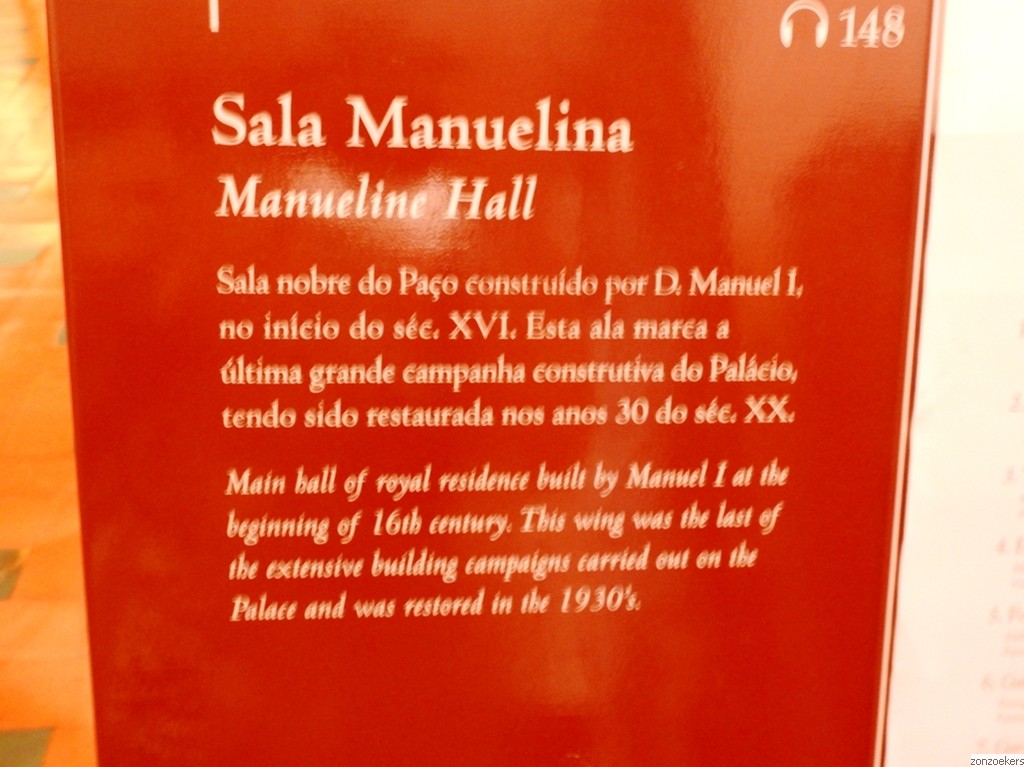 148
Sala Manuelina
Manueline Hall
Sala nobre do Paço construído por D. Manuel I,
no início do séc. XVI. Esta ala marca a
última grande campanha construtiva do Palácio,
tendo sido restaurada nos anos 30 do séc. XX.
Main hall of royal residence built by Manuel I at the
beginning of 16th century. This wing was the last of
the extensive building campaigns carried out on the
Palace and was restored in the 1930's.
zonzoekers